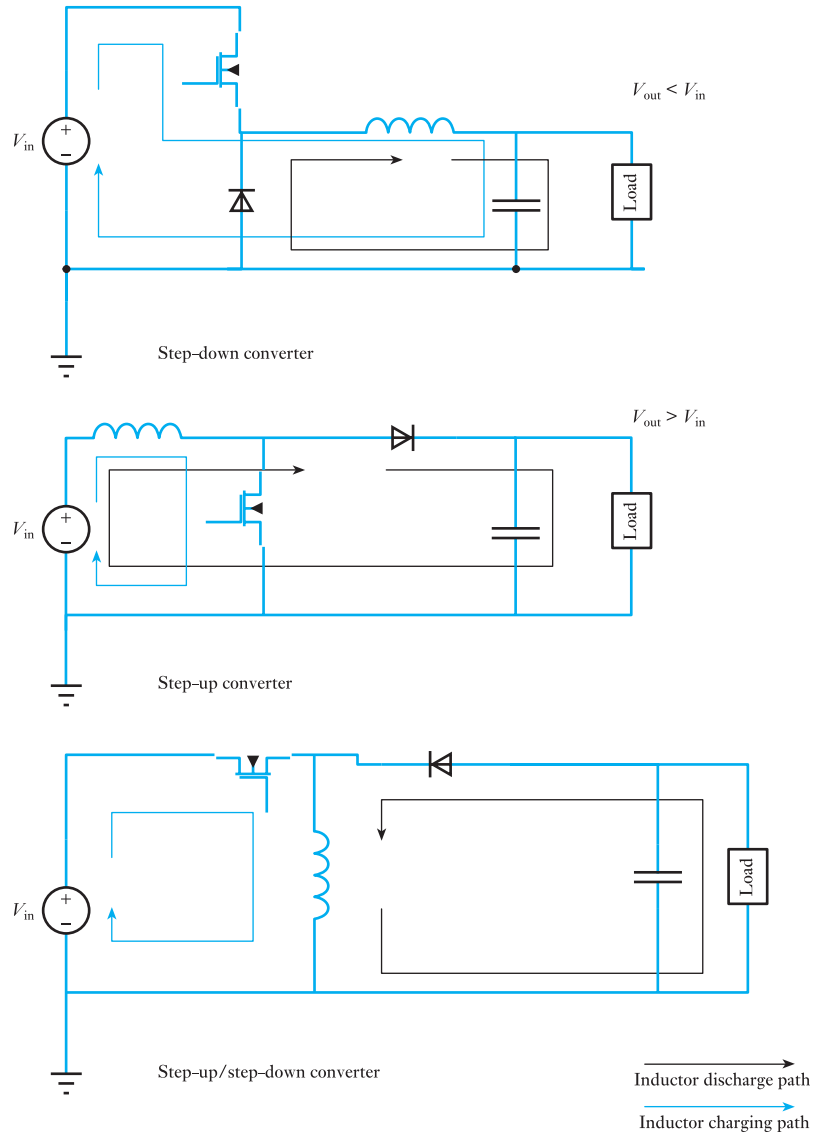 V_out < V_in
V_in
+
−
Load
Step–down converter
V_out > V_in
V_in
+
−
Load
Step–up converter
V_in
+
−
Load
Step–up/step–down converter
Inductor discharge path
Inductor charging path